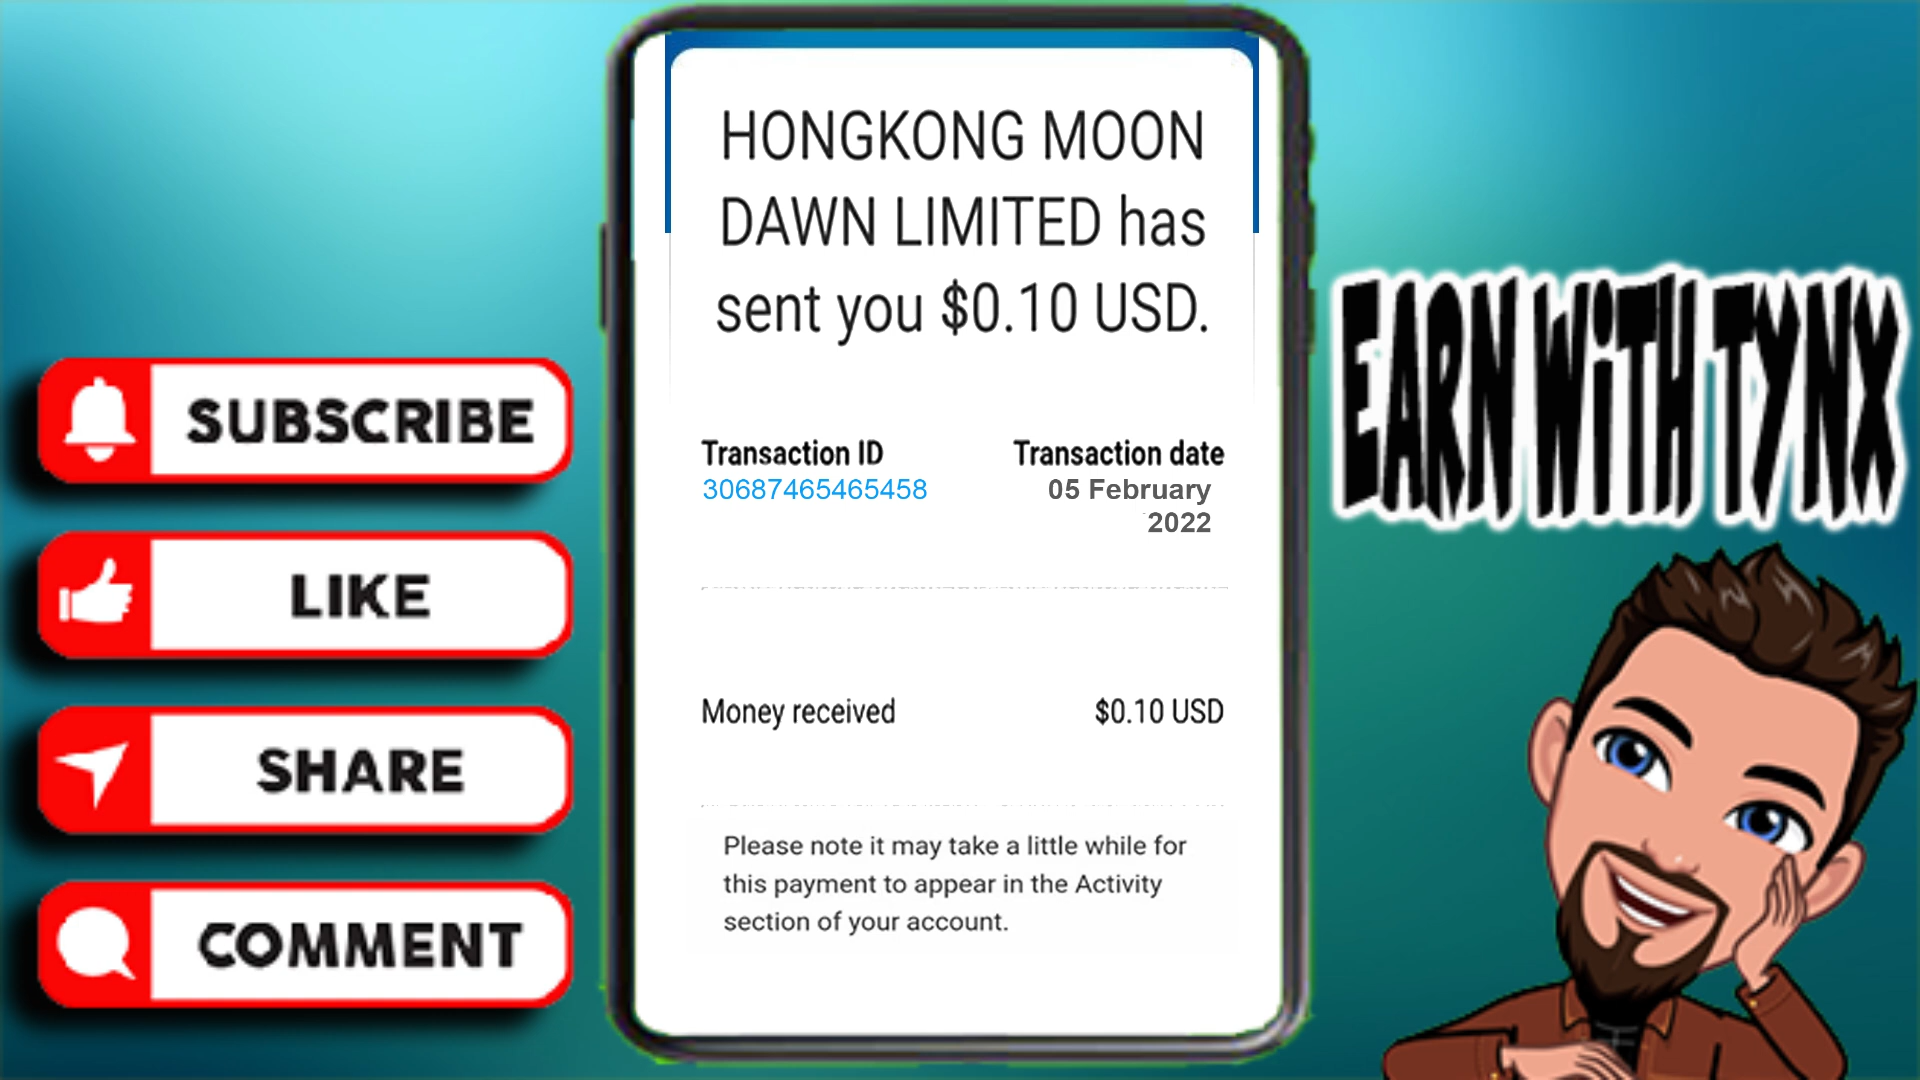 SUBSCRIBE
LIKE
SHARE
COMMENT
HONGKONG MOON
DAWN LIMITED has
sent you $0.10 USD.
Transaction ID
30687465465458
Transaction date
05 February
2022
Money received
$0.10 USD
Please note it may take a little while for
this payment to appear in the Activity
section of your account.
EARN WiTH TYNX